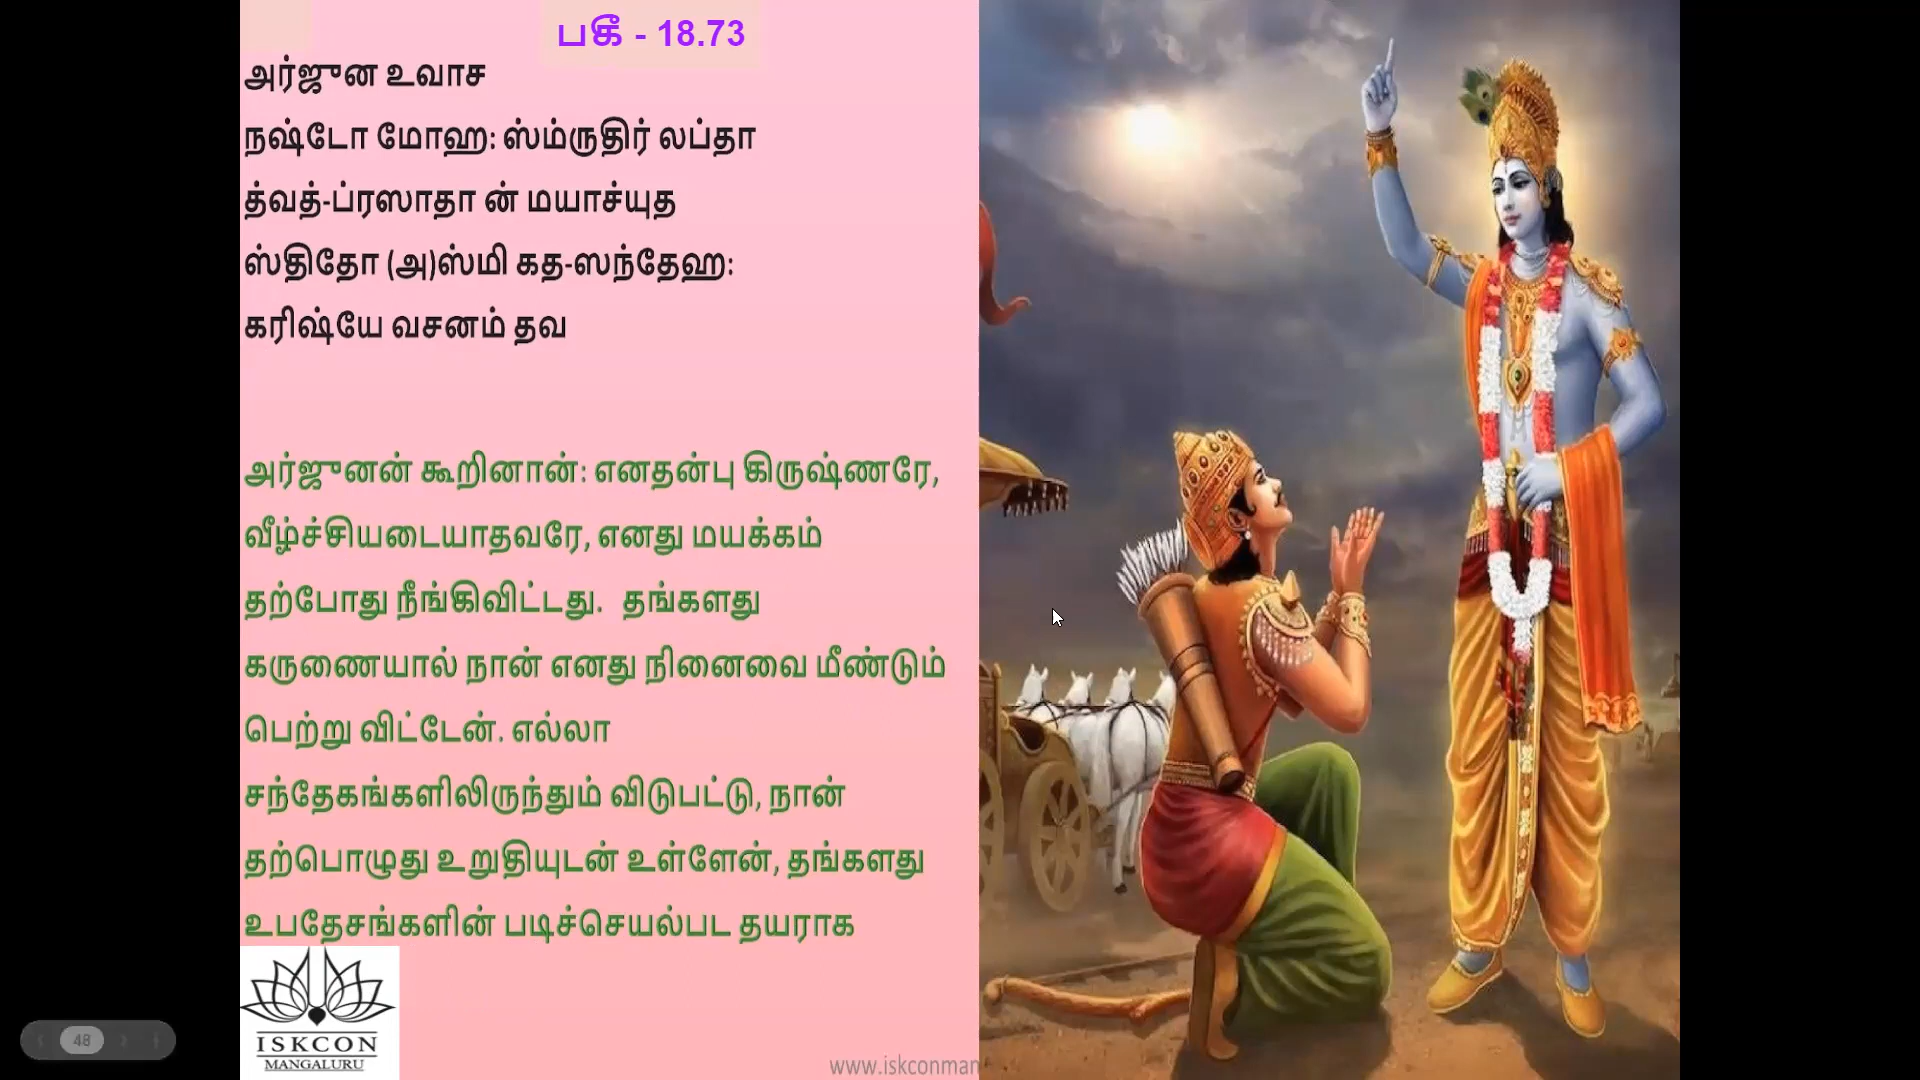 பகீ - 18.73
அர்ஜுன உவாச
நஷ்டோ மோஹ: ஸ்ம்ருதிர் லப்தா
த்வத்-ப்ரஸாதா ன் மயாச்யுத
ஸ்திதோ (அ)ஸ்மி கத-ஸந்தேஹ:
கரிஷ்யே வசனம் தவ
அர்ஜுனன் கூறினான்: எனதன்பு கிருஷ்ணரே,
வீழ்ச்சியடையாதவரே, எனது மயக்கம்
தற்போது நீங்கிவிட்டது. தங்களது
கருணையால் நான் எனது நினைவை மீண்டும்
பெற்று விட்டேன். எல்லா
சந்தேகங்களிலிருந்தும் விடுபட்டு, நான்
தற்பொழுது உறுதியுடன் உள்ளேன், தங்களது
உபதேசங்களின் படிச்செயல்பட தயராக
ISKCON
MANGALURU
www.iskconman
48